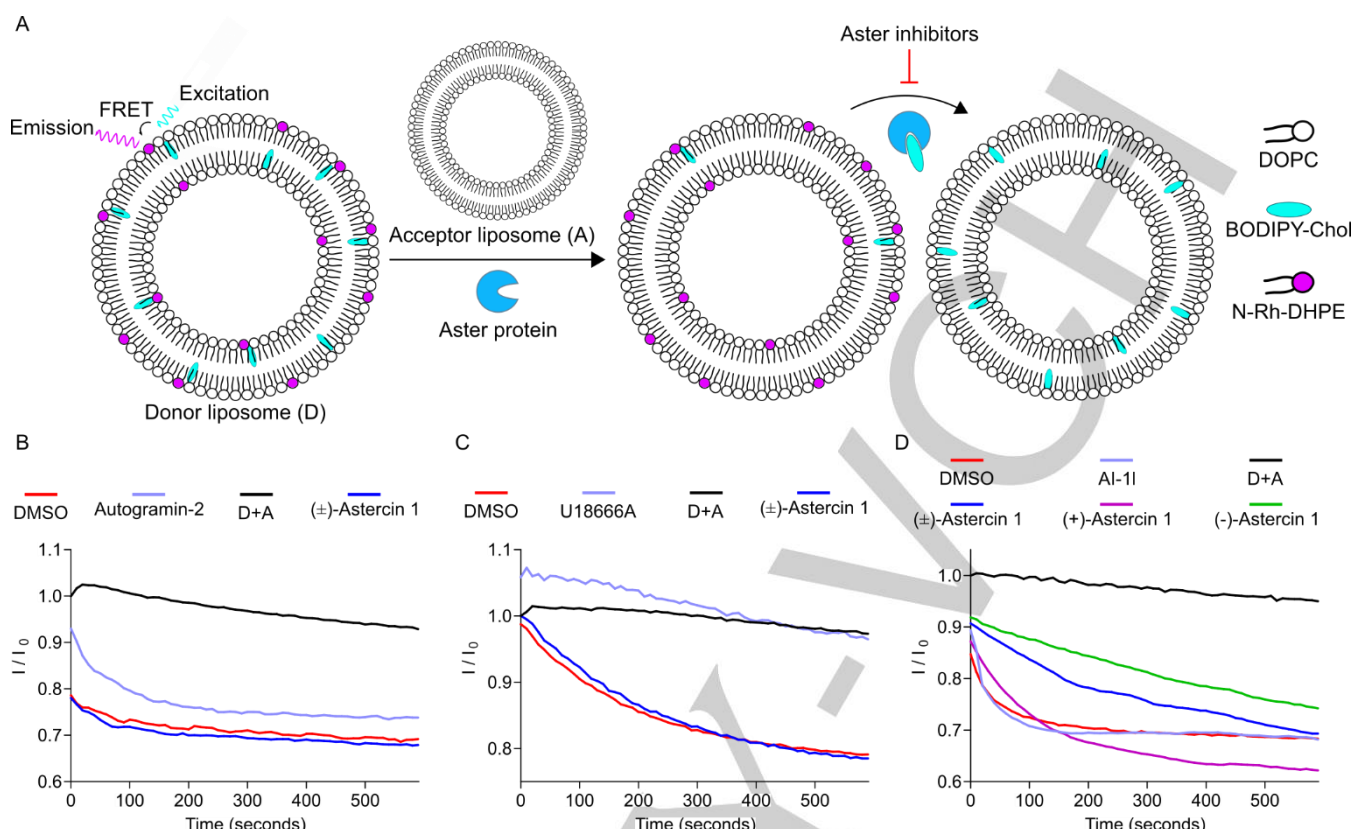 A
Aster inhibitors
Excitation
FRET
Emission
DOPC
BODIPY-Chol
N-Rh-DHPE
Acceptor liposome (A)
Aster protein
Donor liposome (D)
B
DMSO
Autogramin-2
D+A
(±)-Astercin 1
I / I0
1.1
1.0
0.9
0.8
0.7
0.6
0 100 200 300 400 500
Time (seconds)
C
DMSO
U18666A
D+A
(±)-Astercin 1
I / I0
1.1
1.0
0.9
0.8
0 100 200 300 400 500
Time (seconds)
D
DMSO
AI-1l
D+A
(±)-Astercin 1
(+)-Astercin 1
(-)-Astercin 1
I / I0
1.0
0.9
0.8
0.7
0.6
0 100 200 300 400 500
Time (seconds)
Y-VCH